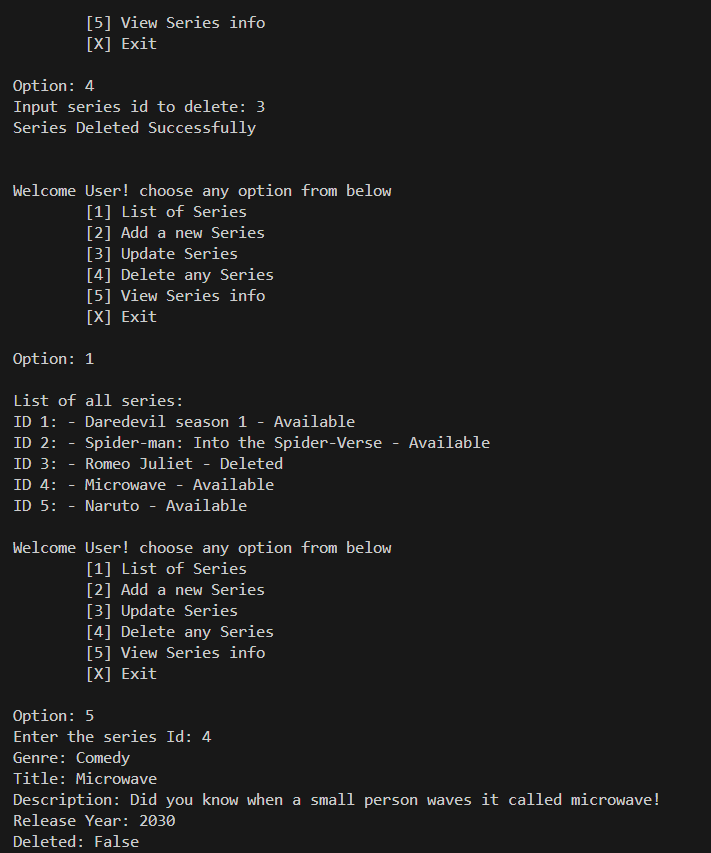 [5] View Series info
[X] Exit
Option: 4
Input series id to delete: 3
Series Deleted Successfully
Welcome User! choose any option from below
[1] List of Series
[2] Add a new Series
[3] Update Series
[4] Delete any Series
[5] View Series info
[X] Exit
Option: 1
List of all series:
ID 1: - Daredevil season 1 - Available
ID 2: - Spider-man: Into the Spider-Verse - Available
ID 3: - Romeo Juliet - Deleted
ID 4: - Microwave - Available
ID 5: - Naruto - Available
Welcome User! choose any option from below
[1] List of Series
[2] Add a new Series
[3] Update Series
[4] Delete any Series
[5] View Series info
[X] Exit
Option: 5
Enter the series Id: 4
Genre: Comedy
Title: Microwave
Description: Did you know when a small person waves it called microwave!
Release Year: 2030
Deleted: False